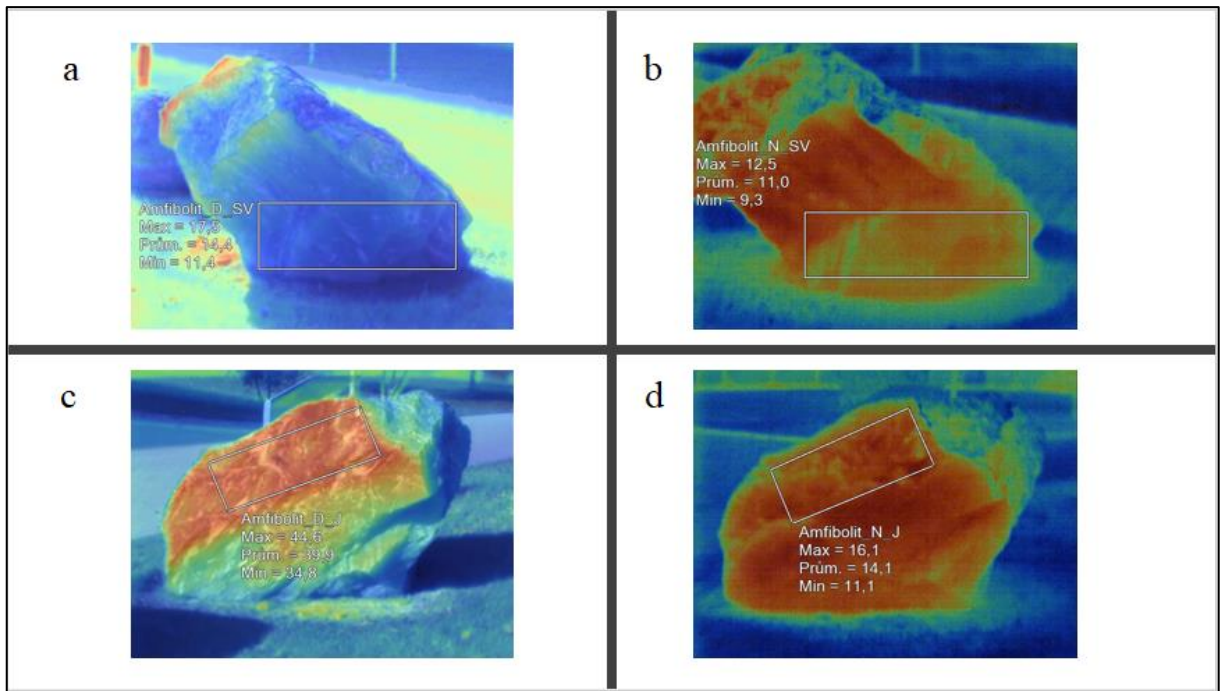 a
Amfibolit_D_SV
Max = 17,5
Prům. = 14,4
Min = 11,4
b
Amfibolit_N_SV
Max = 12,5
Prům. = 11,0
Min = 9,3
c
Amfibolit_D_J
Max = 44,6
Prům. = 39,9
Min = 34,8
d
Amfibolit_N_J
Max = 16,1
Prům. = 14,1
Min = 11,1